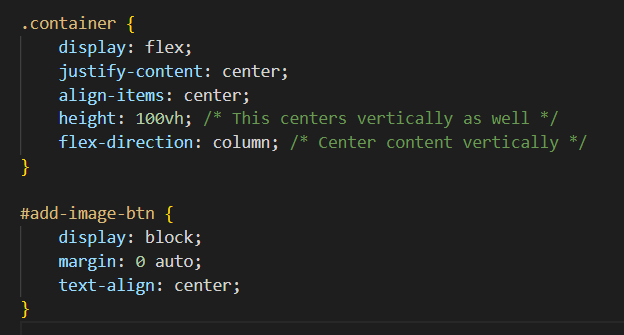 .container {
    display: flex;
    justify-content: center;
    align-items: center;
    height: 100vh; /* This centers vertically as well */
    flex-direction: column; /* Center content vertically */
}

#add-image-btn {
    display: block;
    margin: 0 auto;
    text-align: center;
}